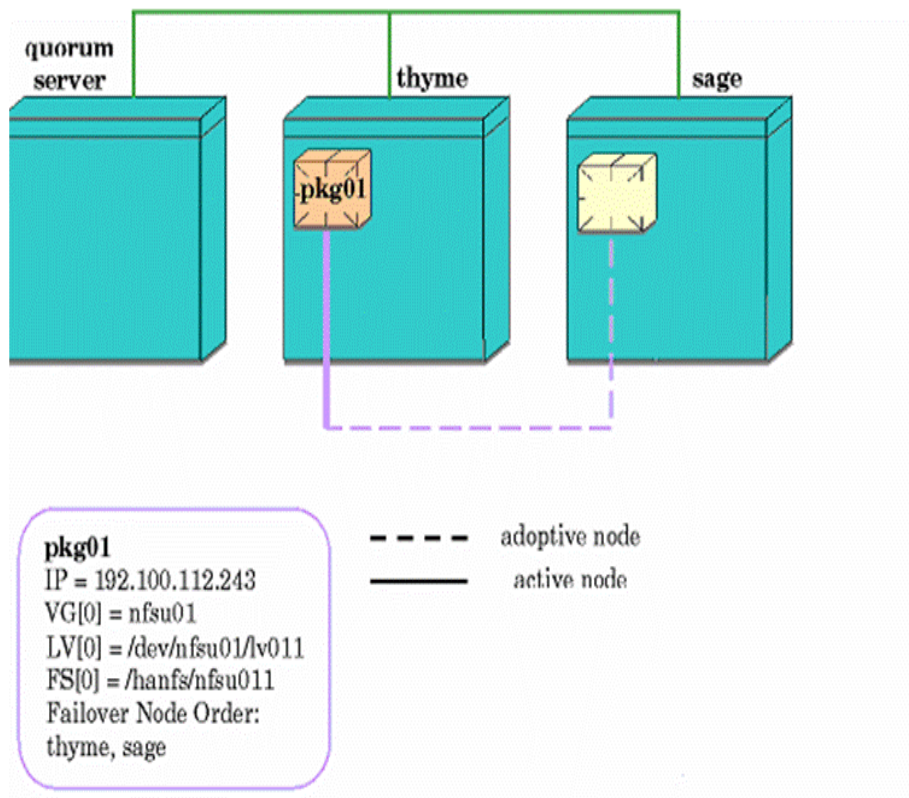 quorum
server
thyme
sage
pkg01
pkg01
IP = 192.100.112.243
VG[0] = nfsu01
LV[0] = /dev/nfsu01/lv011
FS[0] = /hanfs/nfsu011
Failover Node Order:
thyme, sage
adoptive node
active node